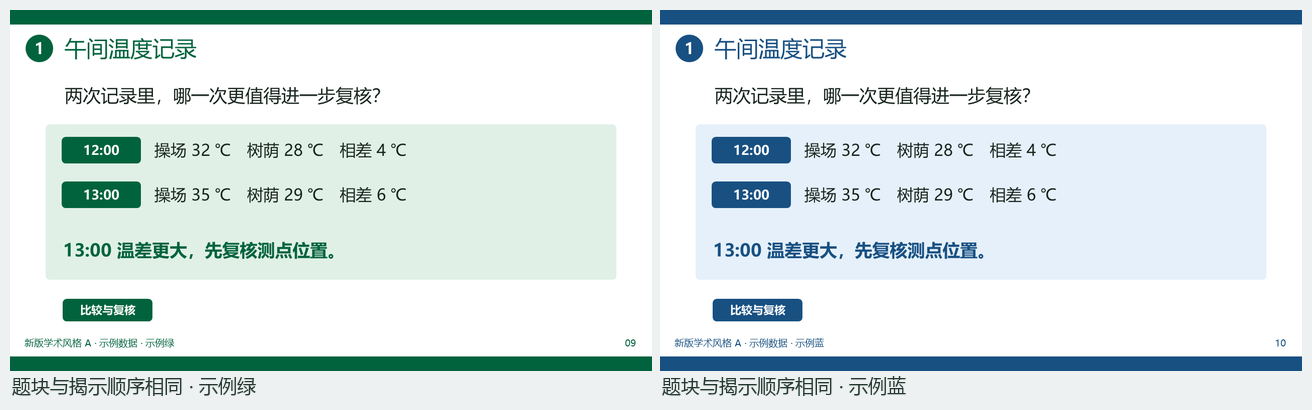 1 午间温度记录
两次记录里，哪一次更值得进一步复核？
12:00 操场 32 ℃ 树荫 28 ℃ 相差 4 ℃
13:00 操场 35 ℃ 树荫 29 ℃ 相差 6 ℃
13:00 温差更大，先复核测点位置。
比较与复核
新版学术风格 A · 示例数据 · 示例绿 09
题块与揭示顺序相同 · 示例绿
1 午间温度记录
两次记录里，哪一次更值得进一步复核？
12:00 操场 32 ℃ 树荫 28 ℃ 相差 4 ℃
13:00 操场 35 ℃ 树荫 29 ℃ 相差 6 ℃
13:00 温差更大，先复核测点位置。
比较与复核
新版学术风格 A · 示例数据 · 示例蓝 10
题块与揭示顺序相同 · 示例蓝